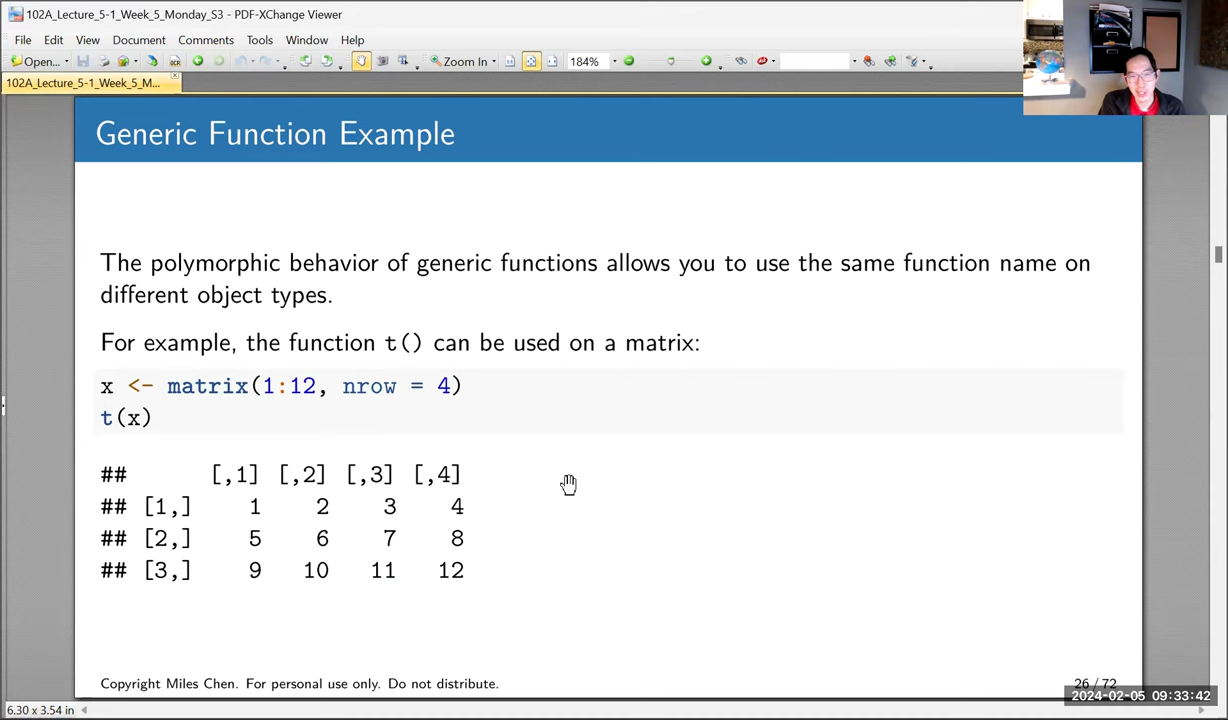 102A_Lecture_5-1_Week_5_Monday_S3 - PDF-XChange Viewer
File Edit View Document Comments Tools Window Help
Open... Zoom In 184%
102A_Lecture_5-1_Week_5_M...
Generic Function Example
The polymorphic behavior of generic functions allows you to use the same function name on
different object types.
For example, the function t() can be used on a matrix:
x <- matrix(1:12, nrow = 4)
t(x)
## [,1] [,2] [,3] [,4]
## [1,] 1 2 3 4
## [2,] 5 6 7 8
## [3,] 9 10 11 12
Copyright Miles Chen. For personal use only. Do not distribute.
26 / 72
2024-02-05 09:33:42
6.30 x 3.54 in